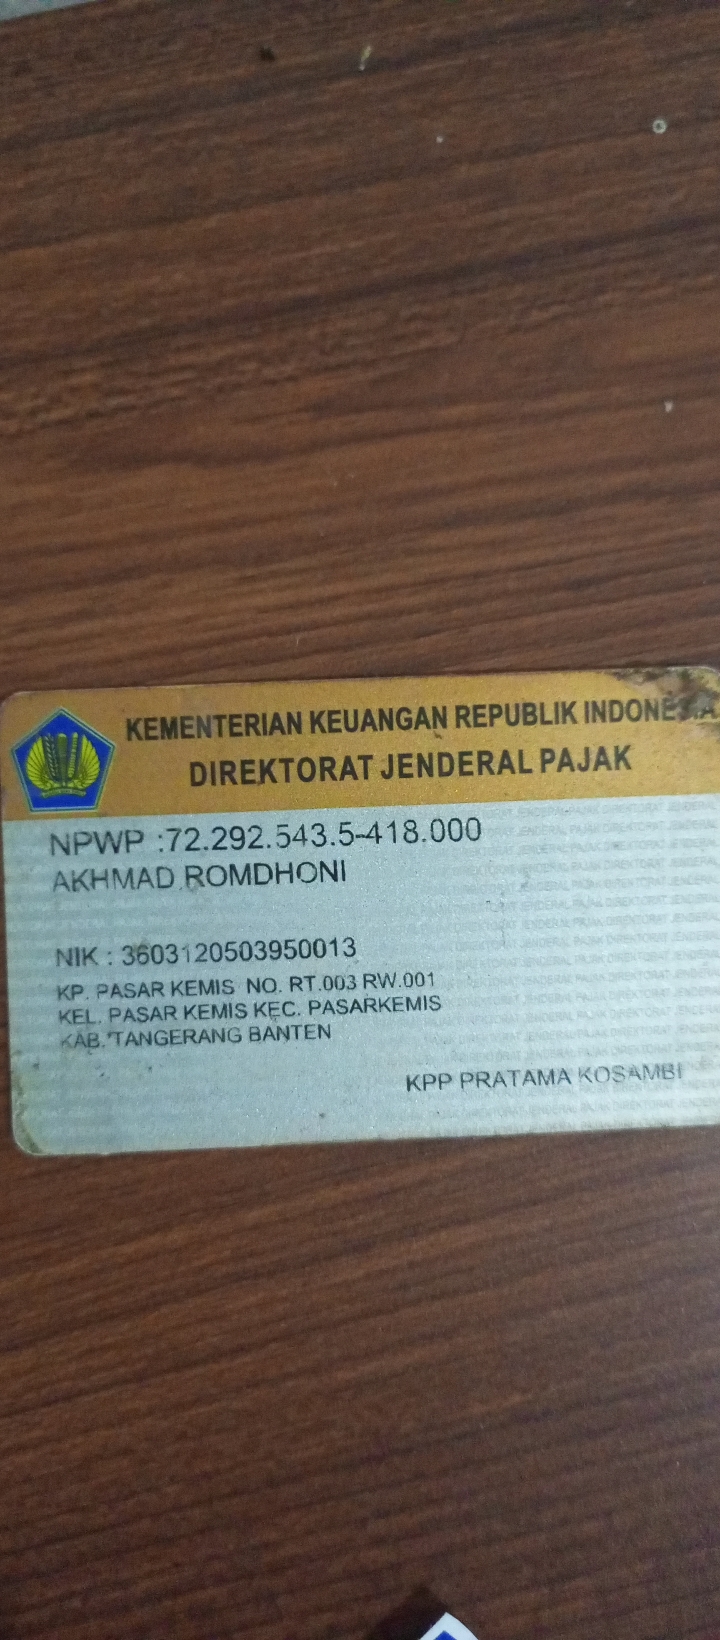 KEMENTERIAN KEUANGAN REPUBLIK INDONESIA
DIREKTORAT JENDERAL PAJAK
NPWP :72.292.543.5-418.000
AKHMAD ROMDHONI
NIK : 3603120503950013
KP. PASAR KEMIS NO. RT.003 RW.001
KEL. PASAR KEMIS KEC. PASARKEMIS
KAB. TANGERANG BANTEN
KPP PRATAMA KOSAMBI